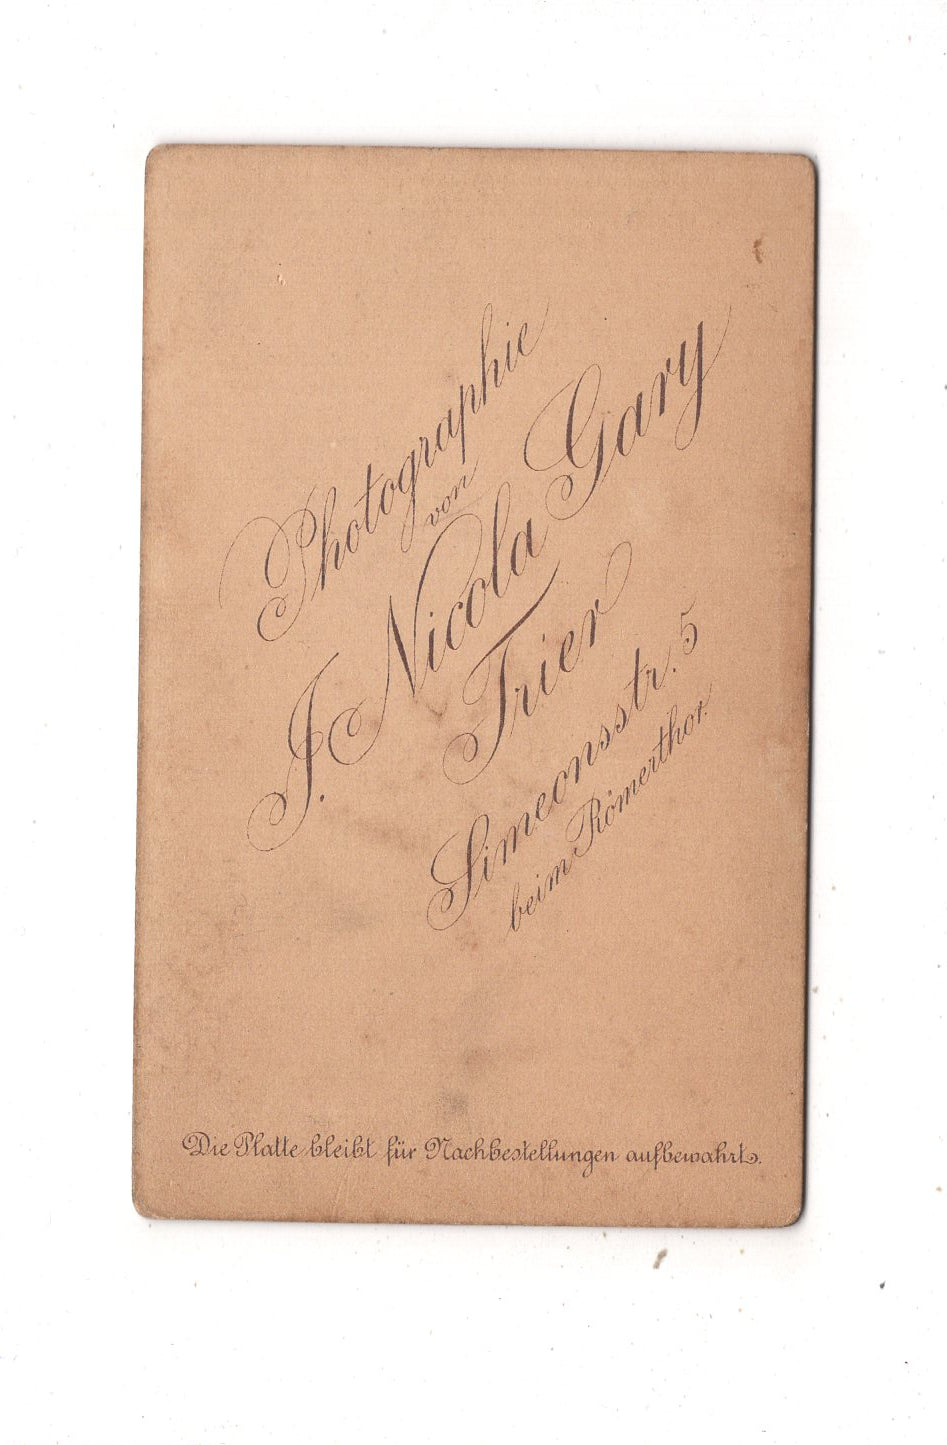 Photographie
von
J. Nicola Gary
Trier
Simeonsstr. 5
beim Römerthor.
Die Platte bleibt für Nachbestellungen aufbewahrt.